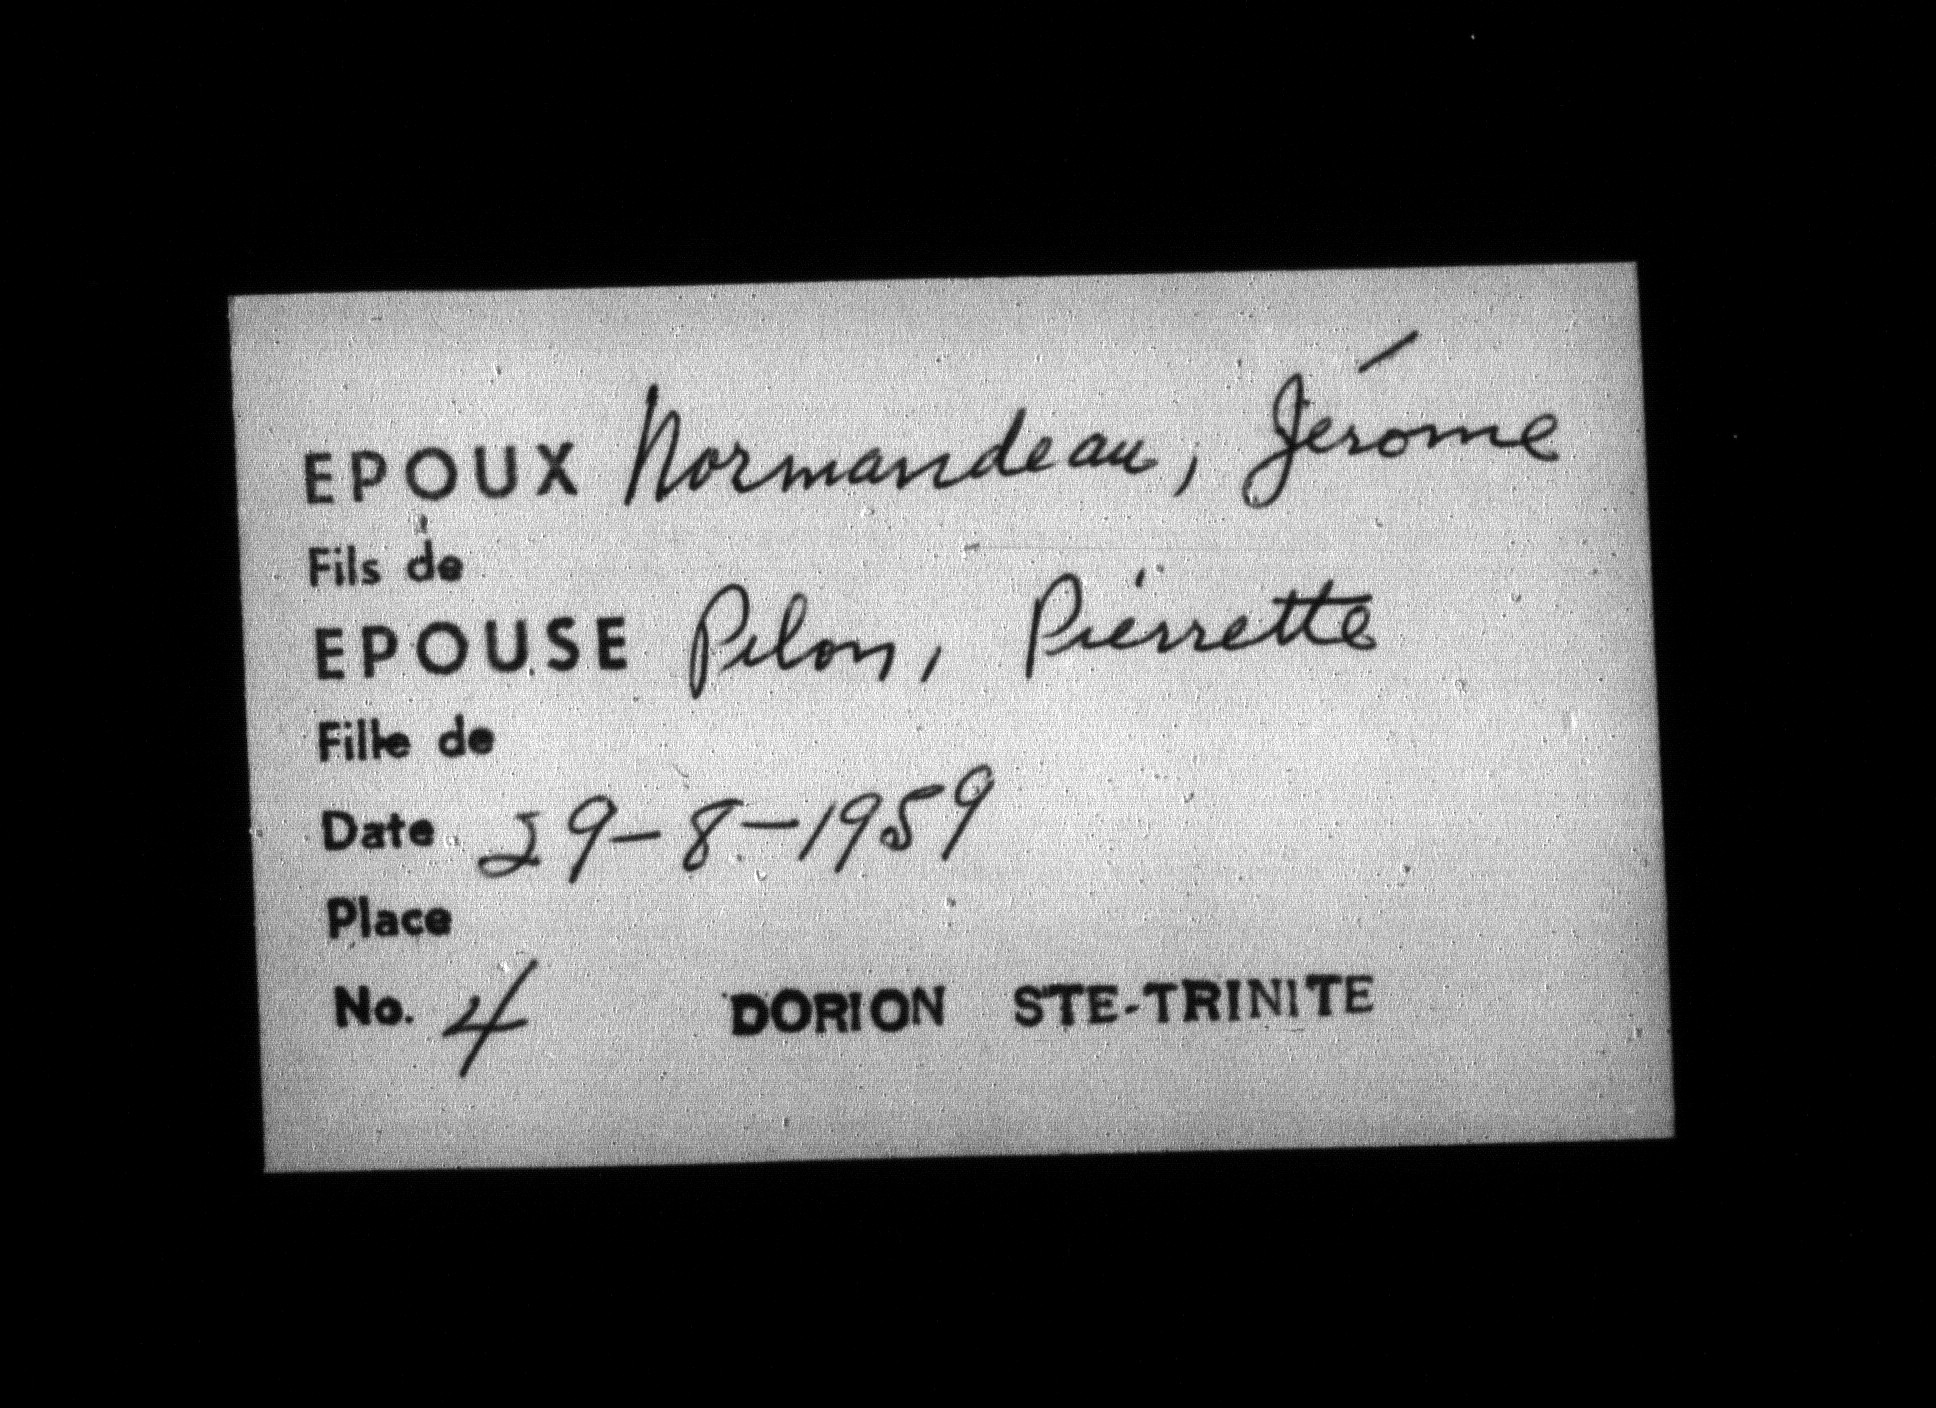 EPOUX Normandeau, Jérome
Fils de
EPOUSE Pilon, Pierrette
Fille de
Date 29-8-1959
Place
No. 4 DORION STE-TRINITE